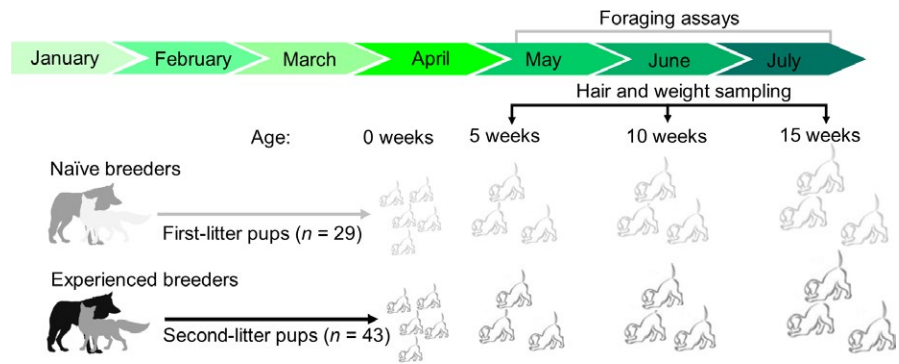 Foraging assays
January February March April May June July
Hair and weight sampling
Age: 0 weeks 5 weeks 10 weeks 15 weeks
Naïve breeders
First-litter pups (n = 29)
Experienced breeders
Second-litter pups (n = 43)